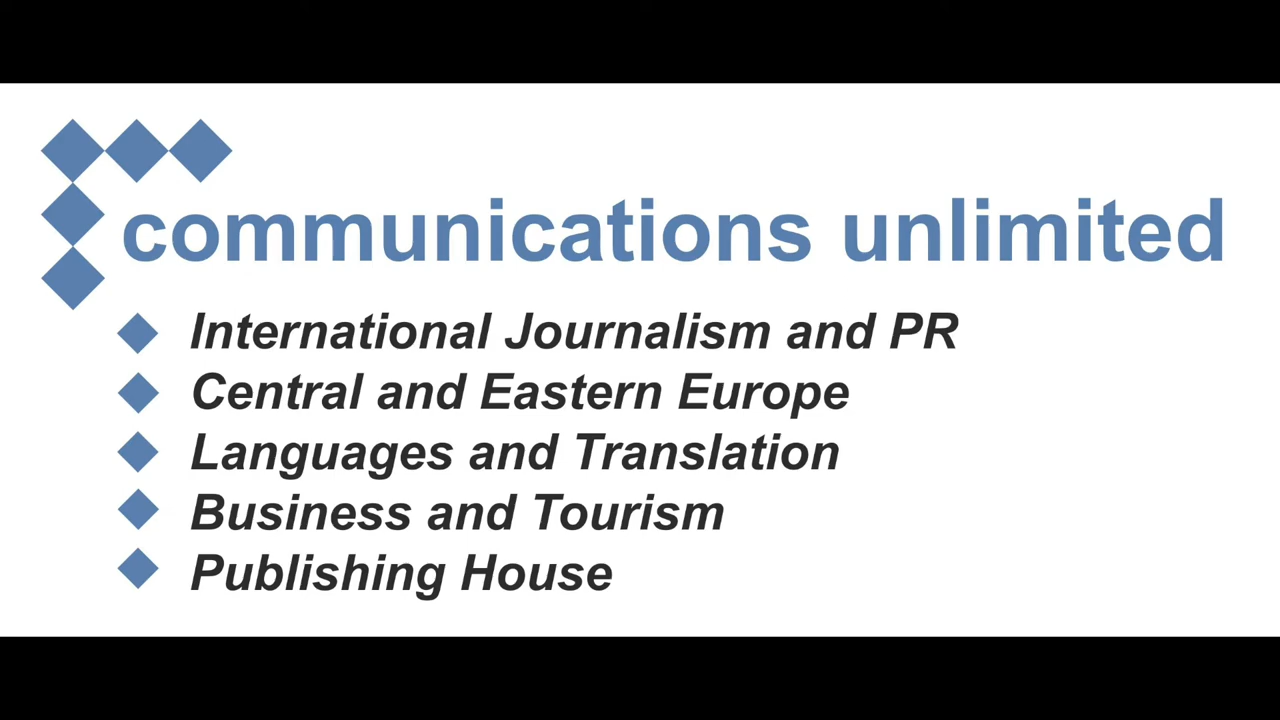 communications unlimited
International Journalism and PR
Central and Eastern Europe
Languages and Translation
Business and Tourism
Publishing House